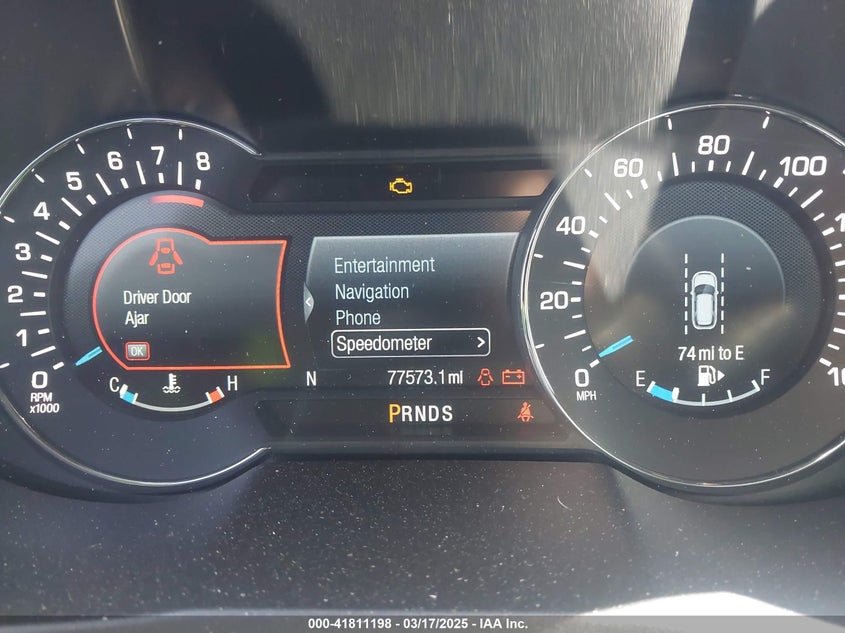 0 1 2 3 4 5 6 7 8
RPM
x1000
Driver Door
Ajar
OK
C H
Entertainment
Navigation
Phone
Speedometer >
N 77573.1 mi
PRNDS
0 20 40 60 80 100
MPH
74 mi to E
E F
000-41811198 - 03/17/2025 - IAA Inc.